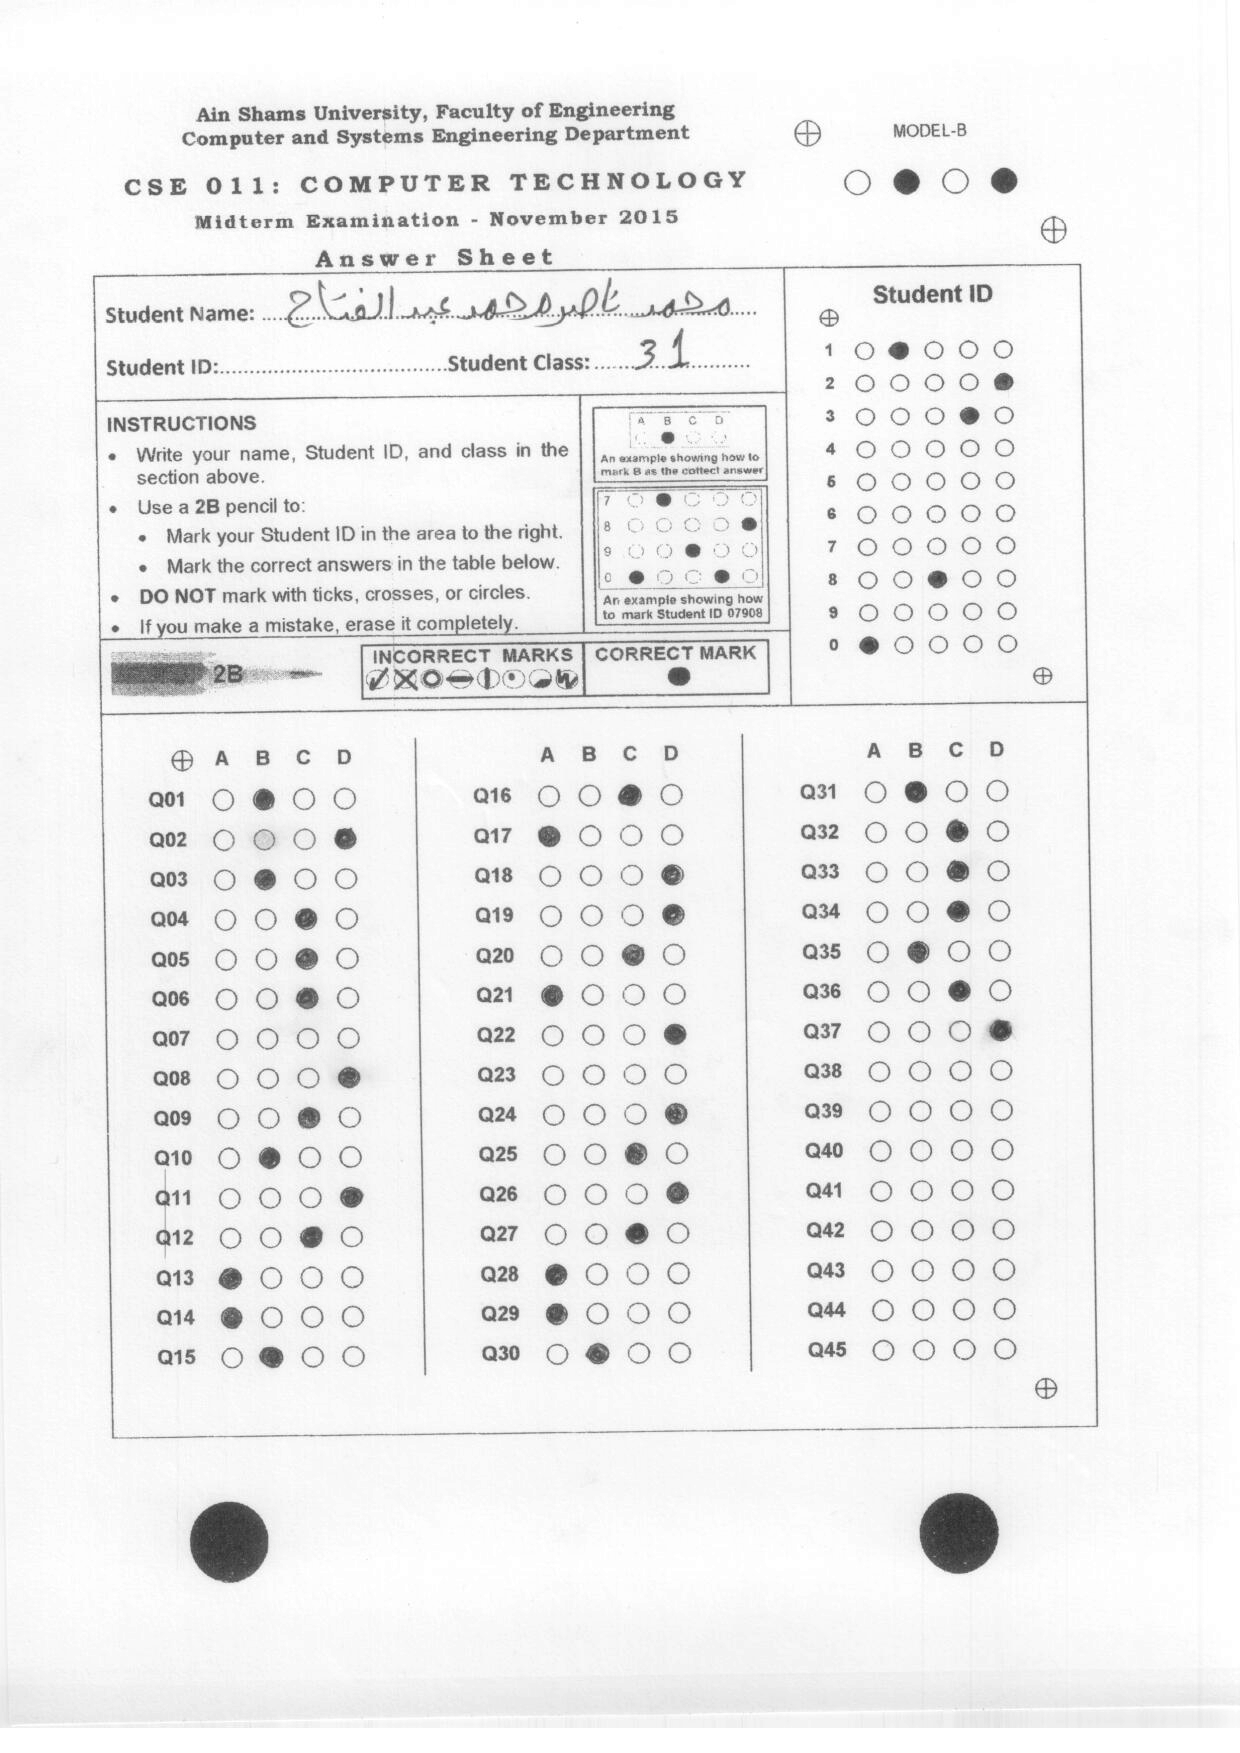 Ain Shams University, Faculty of Engineering
Computer and Systems Engineering Department
MODEL-B
CSE 011: COMPUTER TECHNOLOGY
Midterm Examination - November 2015
Answer Sheet
Student Name: محمد ناصر محمد عبد الفتاح
Student ID: Student Class: 31
Student ID
1
2
3
4
5
6
7
8
9
0
INSTRUCTIONS
• Write your name, Student ID, and class in the
section above.
• Use a 2B pencil to:
• Mark your Student ID in the area to the right.
• Mark the correct answers in the table below.
• DO NOT mark with ticks, crosses, or circles.
• If you make a mistake, erase it completely.
A B C D
An example showing how to
mark B as the cottect answer
7
8
9
0
An example showing how
to mark Student ID 07908
2B
INCORRECT MARKS
CORRECT MARK
A B C D
Q01
Q02
Q03
Q04
Q05
Q06
Q07
Q08
Q09
Q10
Q11
Q12
Q13
Q14
Q15
A B C D
Q16
Q17
Q18
Q19
Q20
Q21
Q22
Q23
Q24
Q25
Q26
Q27
Q28
Q29
Q30
A B C D
Q31
Q32
Q33
Q34
Q35
Q36
Q37
Q38
Q39
Q40
Q41
Q42
Q43
Q44
Q45